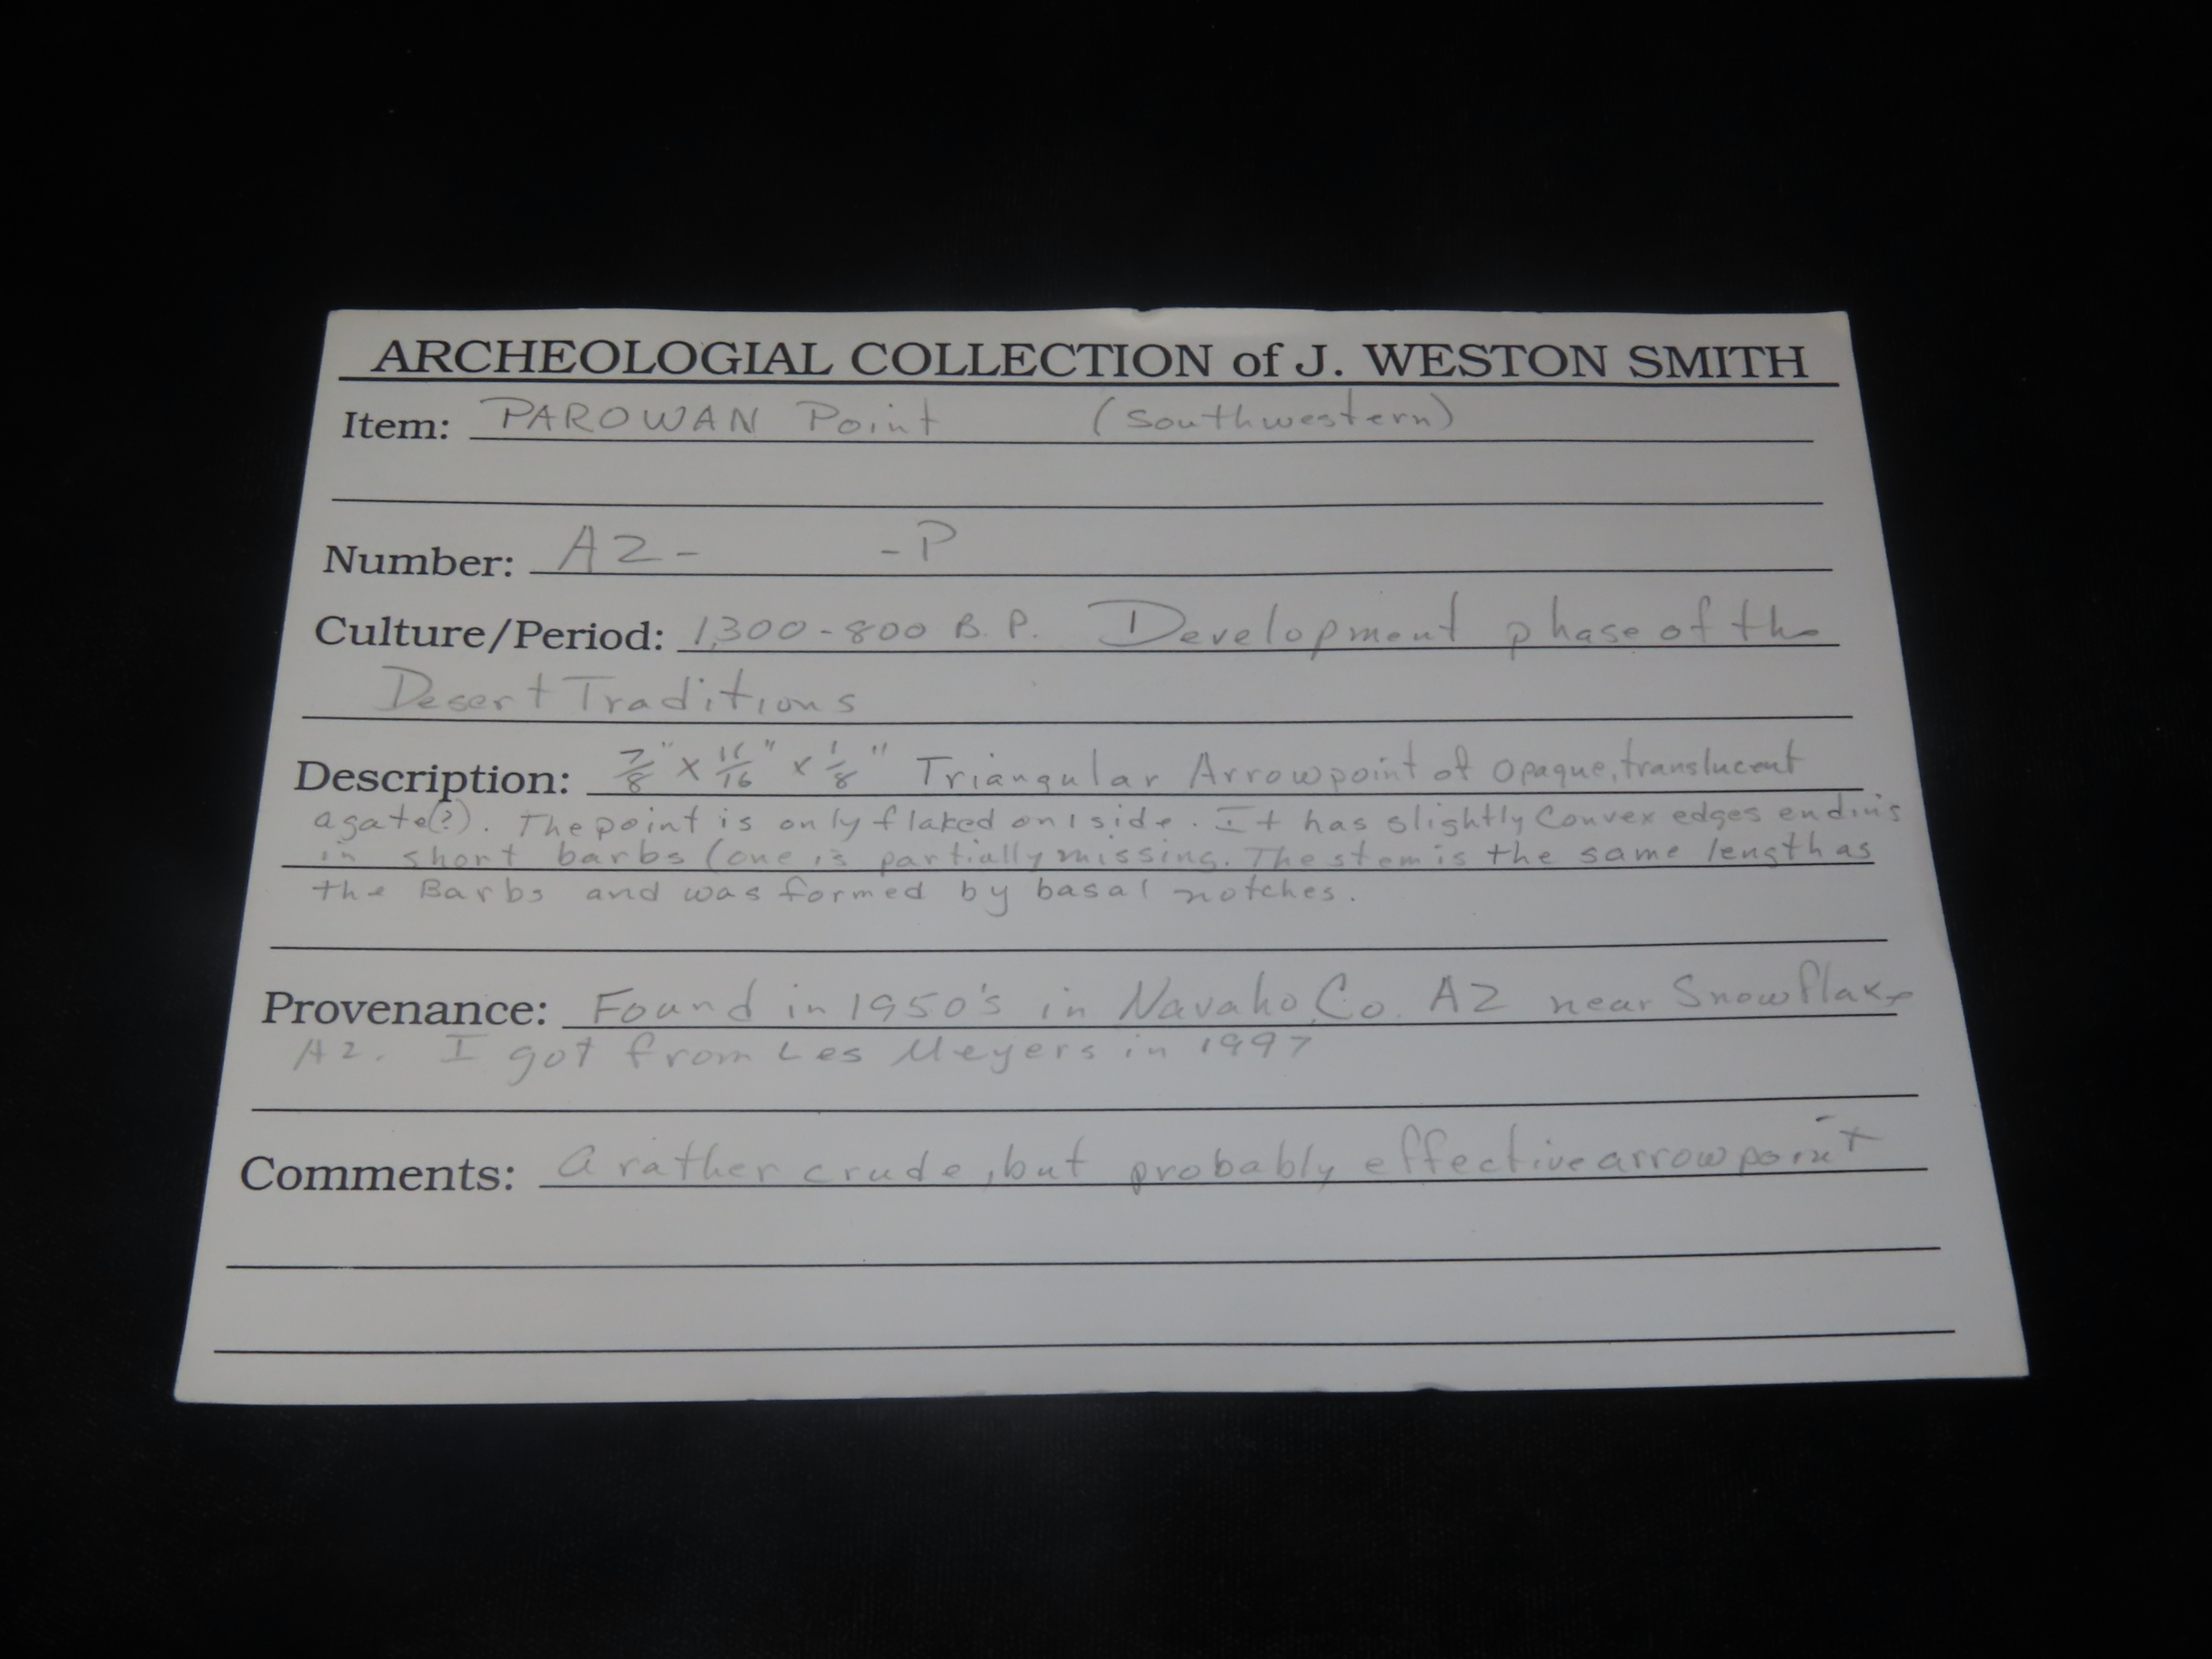 ARCHEOLOGIAL COLLECTION of J. WESTON SMITH
Item: PAROWAN Point (Southwestern)
Number: AZ- -P
Culture/Period: 1,300-800 B.P. Development phase of the
Desert Traditions
Description: 7/8" x 11/16" x 1/8" Triangular Arrowpoint of opaque, translucent
agate(?). The point is only flaked on 1 side. It has slightly Convex edges ending
in short barbs (one is partially missing. The stem is the same length as
the Barbs and was formed by basal notches.
Provenance: Found in 1950's in Navaho Co. AZ near Snowflake
AZ. I got from Les Meyers in 1997
Comments: A rather crude, but probably effective arrowpoint